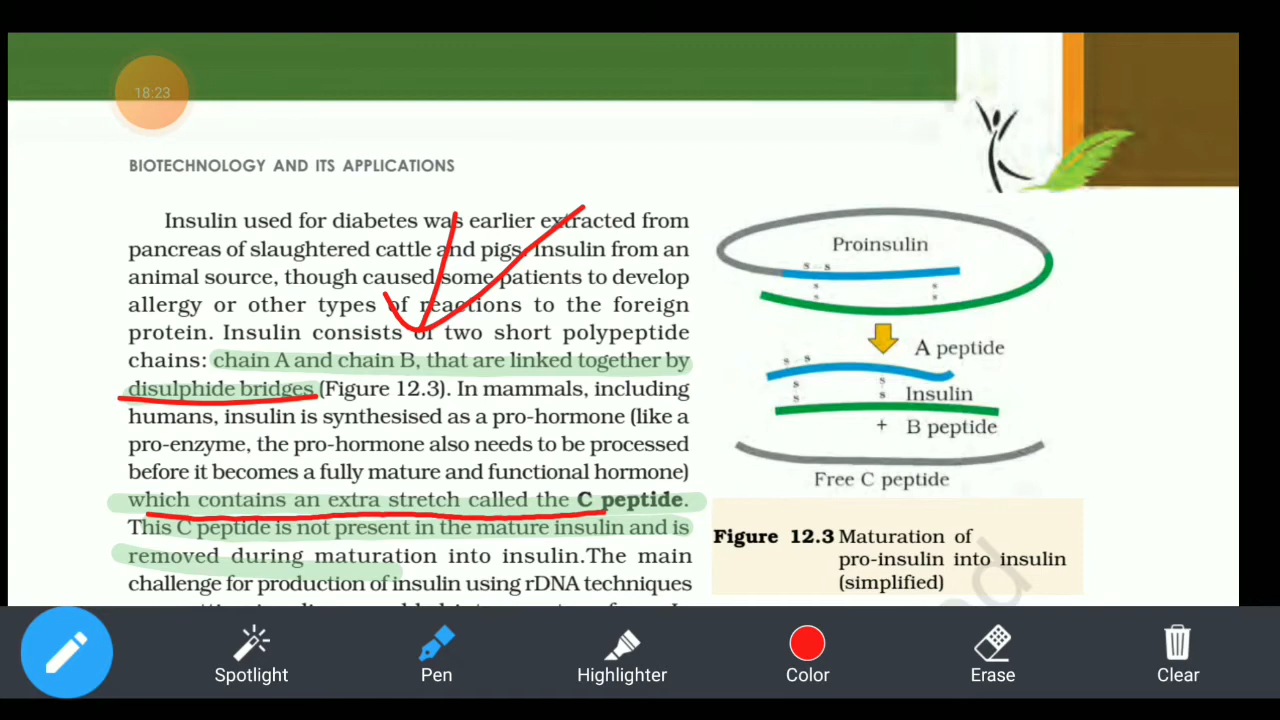 18:23
BIOTECHNOLOGY AND ITS APPLICATIONS
Insulin used for diabetes was earlier extracted from
pancreas of slaughtered cattle and pigs. Insulin from an
animal source, though caused some patients to develop
allergy or other types of reactions to the foreign
protein. Insulin consists of two short polypeptide
chains: chain A and chain B, that are linked together by
disulphide bridges (Figure 12.3). In mammals, including
humans, insulin is synthesised as a pro-hormone (like a
pro-enzyme, the pro-hormone also needs to be processed
before it becomes a fully mature and functional hormone)
which contains an extra stretch called the C peptide.
This C peptide is not present in the mature insulin and is
removed during maturation into insulin.The main
challenge for production of insulin using rDNA techniques
Proinsulin
s s
s s
s s
A peptide
s s
s s
s s
Insulin
+ B peptide
Free C peptide
Figure 12.3 Maturation of
pro-insulin into insulin
(simplified)
Spotlight
Pen
Highlighter
Color
Erase
Clear